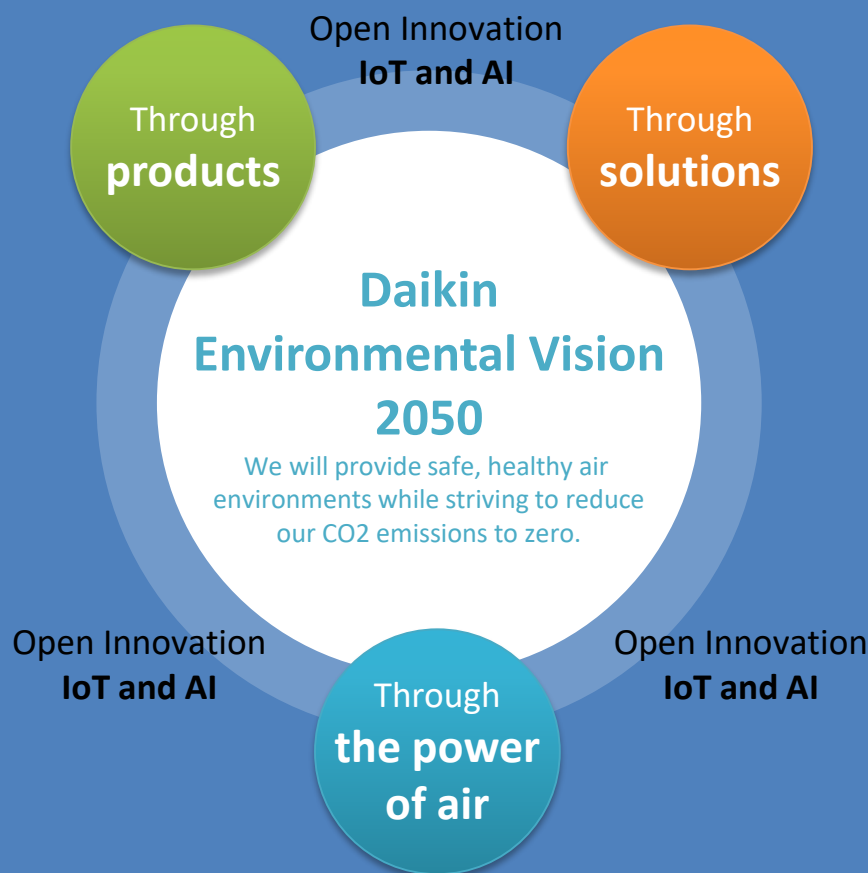 Open Innovation
IoT and AI
Through
products
Through
solutions
Daikin
Environmental Vision
2050
We will provide safe, healthy air
environments while striving to reduce
our CO2 emissions to zero.
Open Innovation
IoT and AI
Open Innovation
IoT and AI
Through
the power
of air